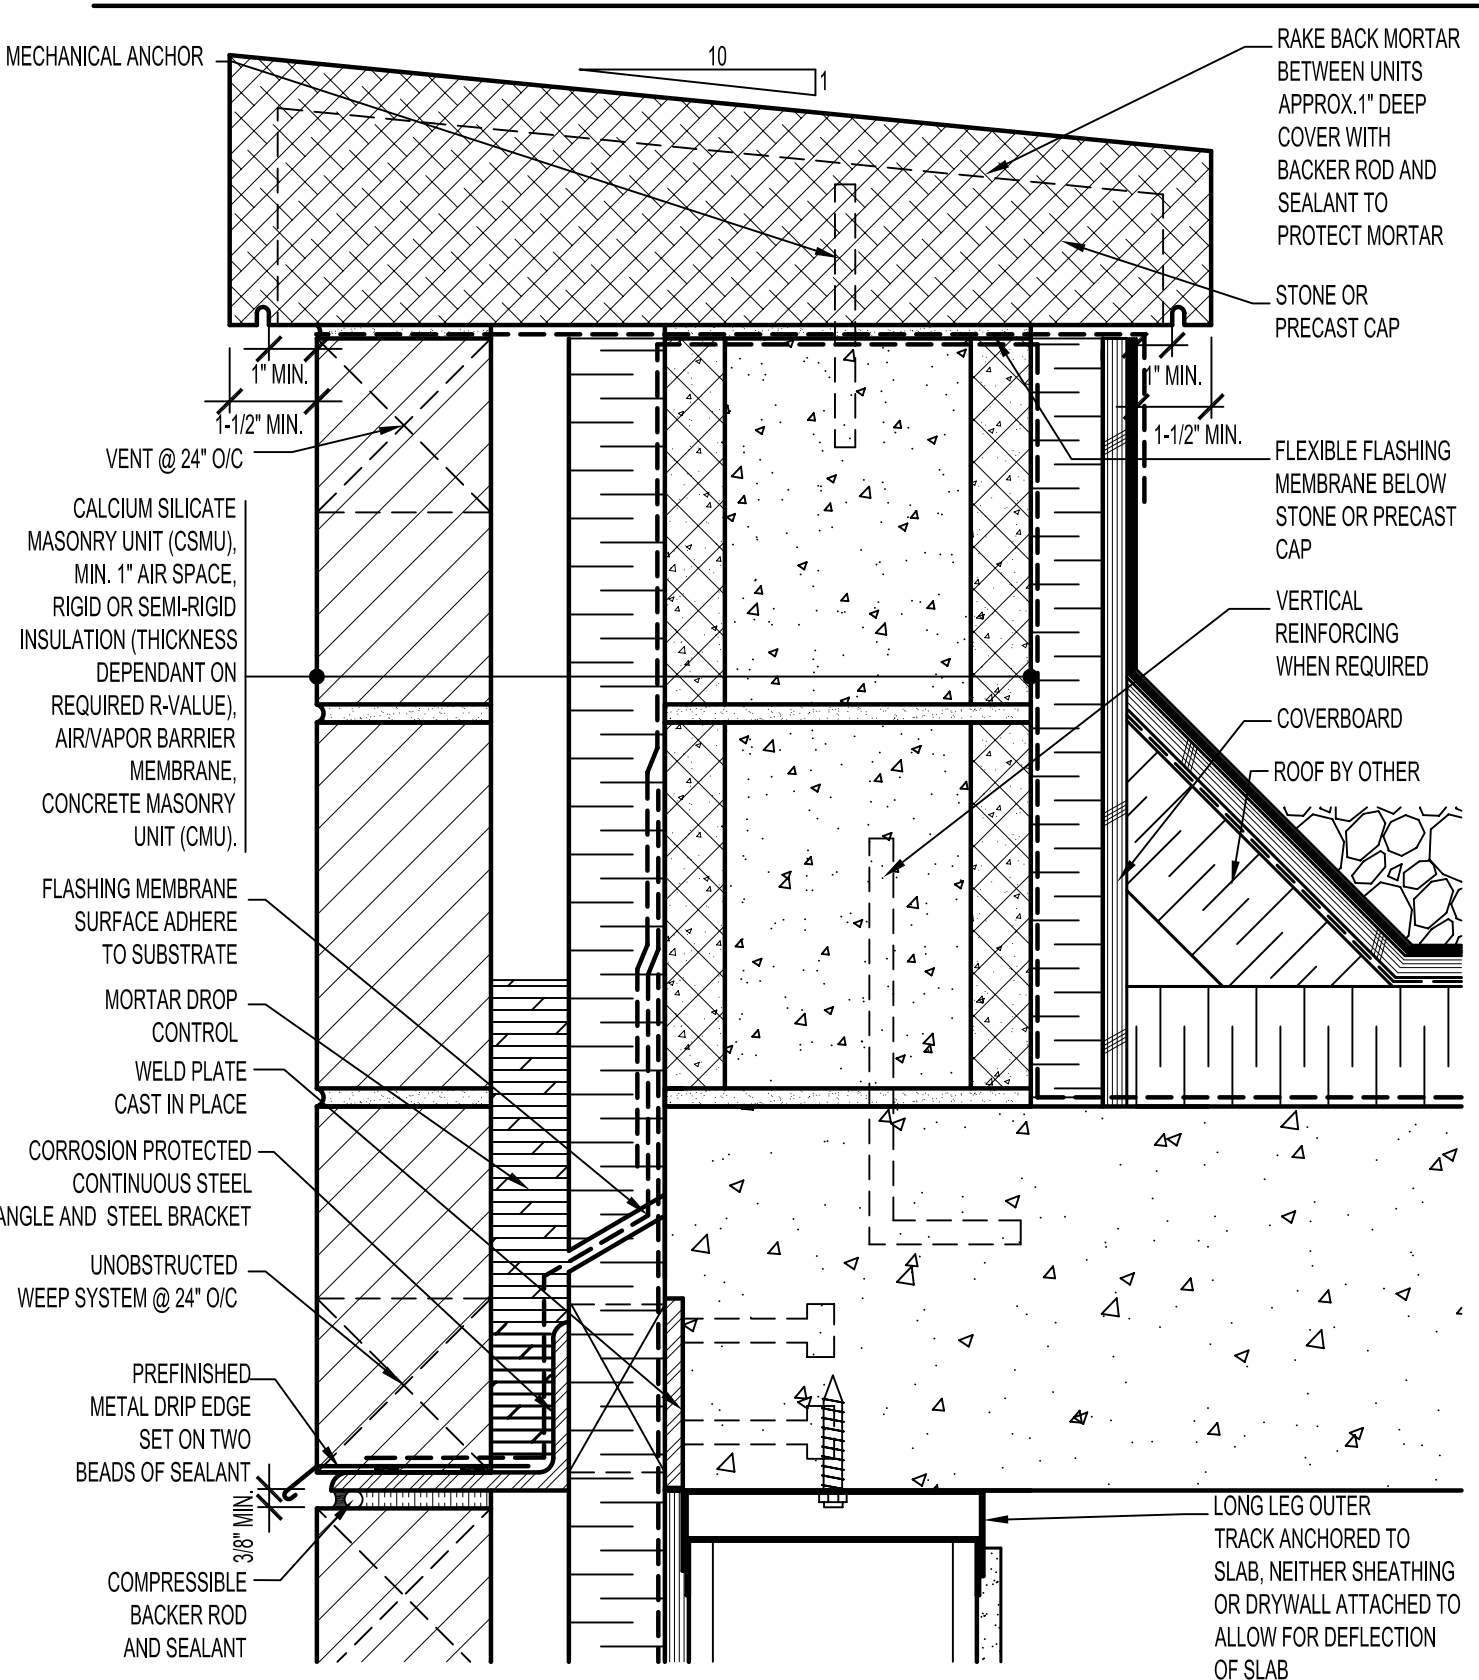 MECHANICAL ANCHOR
10
1
RAKE BACK MORTAR
BETWEEN UNITS
APPROX.1" DEEP
COVER WITH
BACKER ROD AND
SEALANT TO
PROTECT MORTAR
STONE OR
PRECAST CAP
1" MIN.
1-1/2" MIN.
1" MIN.
1-1/2" MIN.
VENT @ 24" O/C
FLEXIBLE FLASHING
MEMBRANE BELOW
STONE OR PRECAST
CAP
CALCIUM SILICATE
MASONRY UNIT (CSMU),
MIN. 1" AIR SPACE,
RIGID OR SEMI-RIGID
INSULATION (THICKNESS
DEPENDANT ON
REQUIRED R-VALUE),
AIR/VAPOR BARRIER
MEMBRANE,
CONCRETE MASONRY
UNIT (CMU).
VERTICAL
REINFORCING
WHEN REQUIRED
COVERBOARD
ROOF BY OTHER
FLASHING MEMBRANE
SURFACE ADHERE
TO SUBSTRATE
MORTAR DROP
CONTROL
WELD PLATE
CAST IN PLACE
CORROSION PROTECTED
CONTINUOUS STEEL
ANGLE AND STEEL BRACKET
UNOBSTRUCTED
WEEP SYSTEM @ 24" O/C
PREFINISHED
METAL DRIP EDGE
SET ON TWO
BEADS OF SEALANT
3/8" MIN.
COMPRESSIBLE
BACKER ROD
AND SEALANT
LONG LEG OUTER
TRACK ANCHORED TO
SLAB, NEITHER SHEATHING
OR DRYWALL ATTACHED TO
ALLOW FOR DEFLECTION
OF SLAB